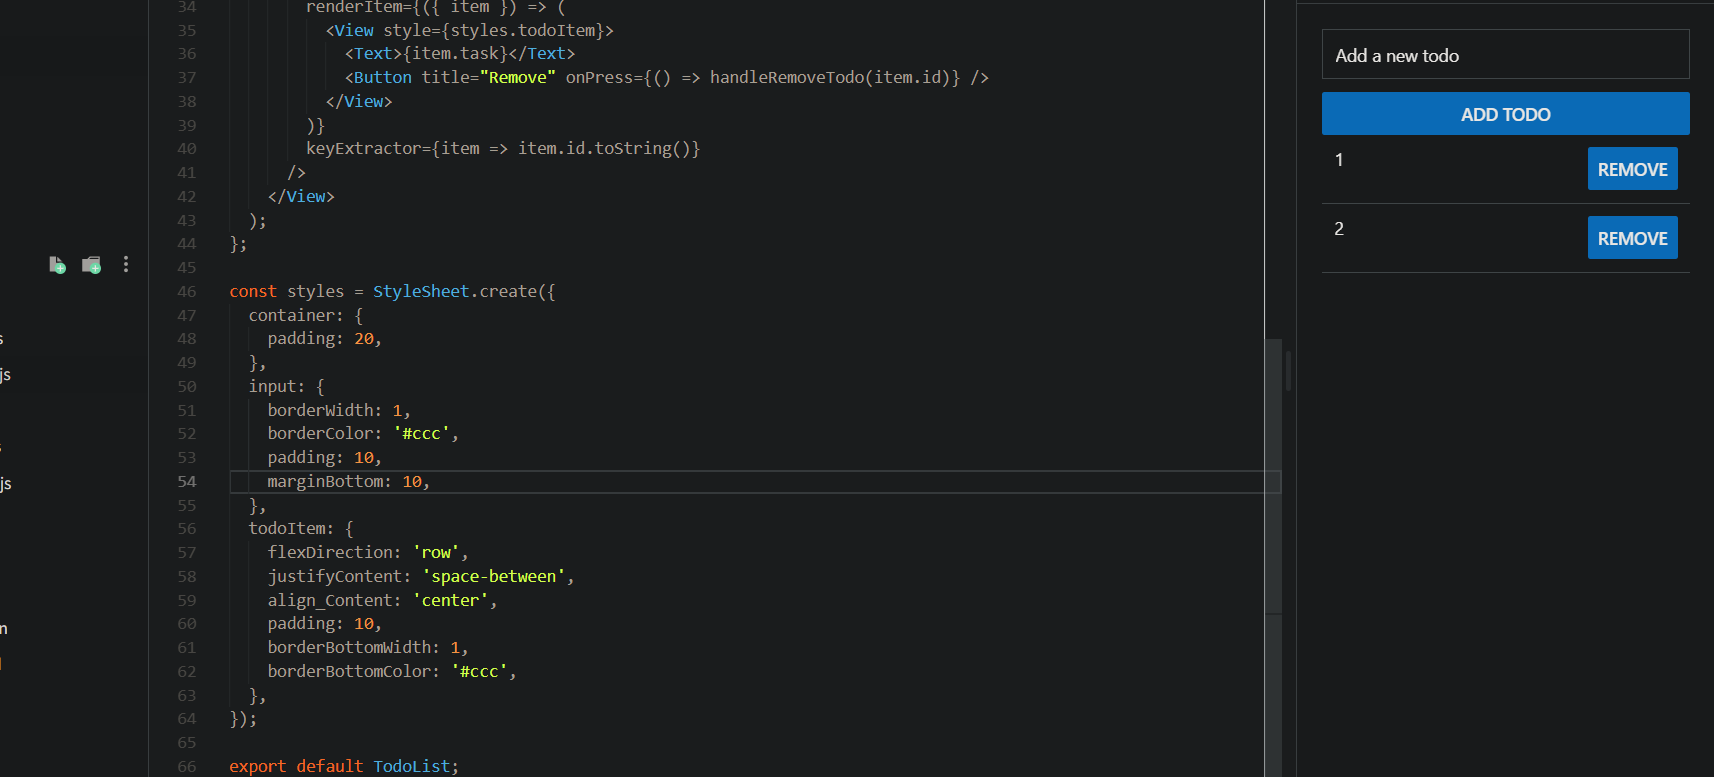 34 renderItem={({ item }) => (
35 <View style={styles.todoItem}>
36 <Text>{item.task}</Text>
37 <Button title="Remove" onPress={() => handleRemoveTodo(item.id)} />
38 </View>
39 )}
40 keyExtractor={item => item.id.toString()}
41 />
42 </View>
43 );
44 };
45
46 const styles = StyleSheet.create({
47 container: {
48 padding: 20,
49 },
50 input: {
51 borderWidth: 1,
52 borderColor: '#ccc',
53 padding: 10,
54 marginBottom: 10,
55 },
56 todoItem: {
57 flexDirection: 'row',
58 justifyContent: 'space-between',
59 align_Content: 'center',
60 padding: 10,
61 borderBottomWidth: 1,
62 borderBottomColor: '#ccc',
63 },
64 });
65
66 export default TodoList;
js
js
Add a new todo
ADD TODO
1 REMOVE
2 REMOVE